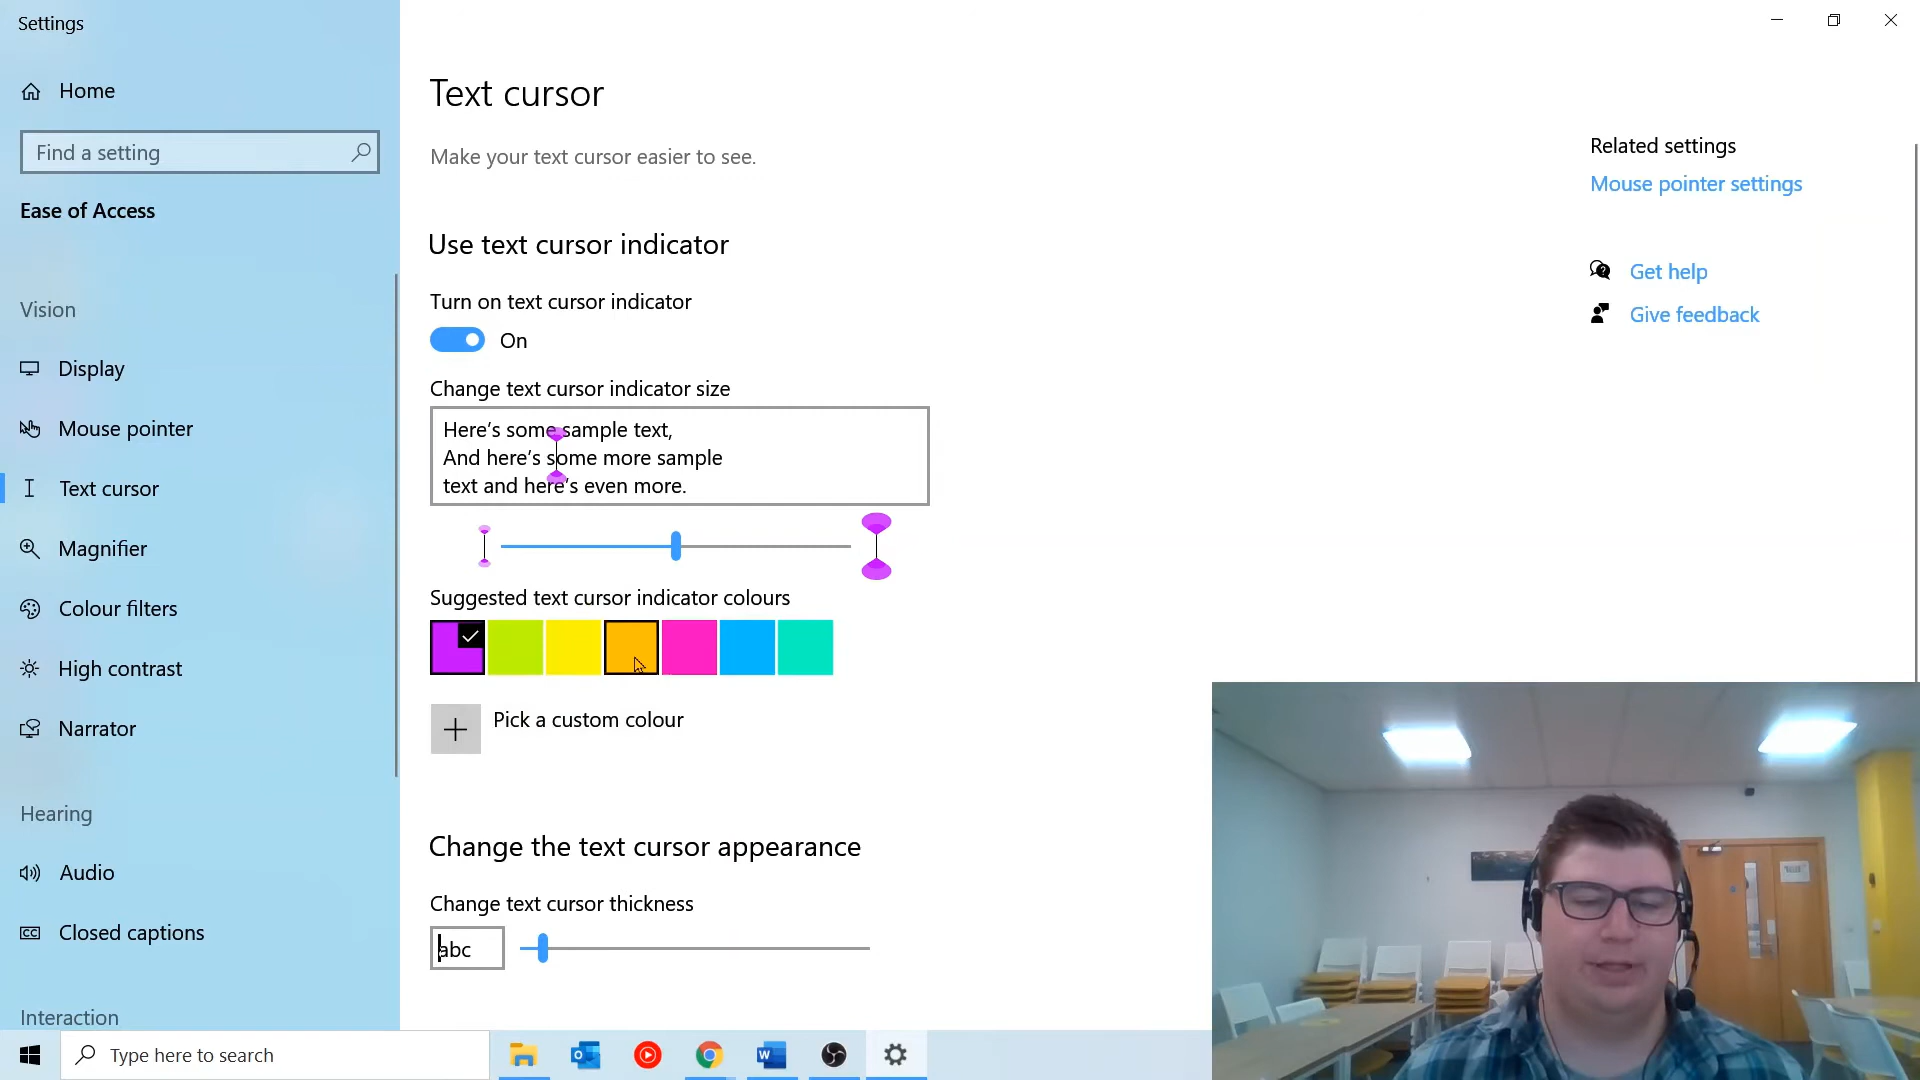 Settings
Home
Find a setting
Ease of Access
Vision
Display
Mouse pointer
Text cursor
Magnifier
Colour filters
High contrast
Narrator
Hearing
Audio
Closed captions
Interaction
Text cursor
Make your text cursor easier to see.
Use text cursor indicator
Turn on text cursor indicator
On
Change text cursor indicator size
Here's some sample text,
And here's some more sample
text and here's even more.
Suggested text cursor indicator colours
Pick a custom colour
Change the text cursor appearance
Change text cursor thickness
abc
Related settings
Mouse pointer settings
Get help
Give feedback
Type here to search